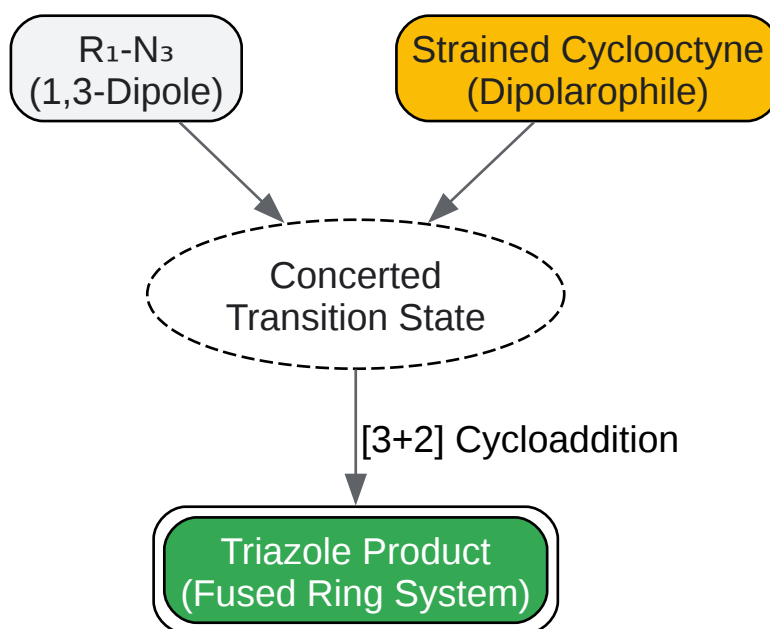 R₁-N₃
(1,3-Dipole)
Strained Cyclooctyne
(Dipolarophile)
Concerted
Transition State
[3+2] Cycloaddition
Triazole Product
(Fused Ring System)